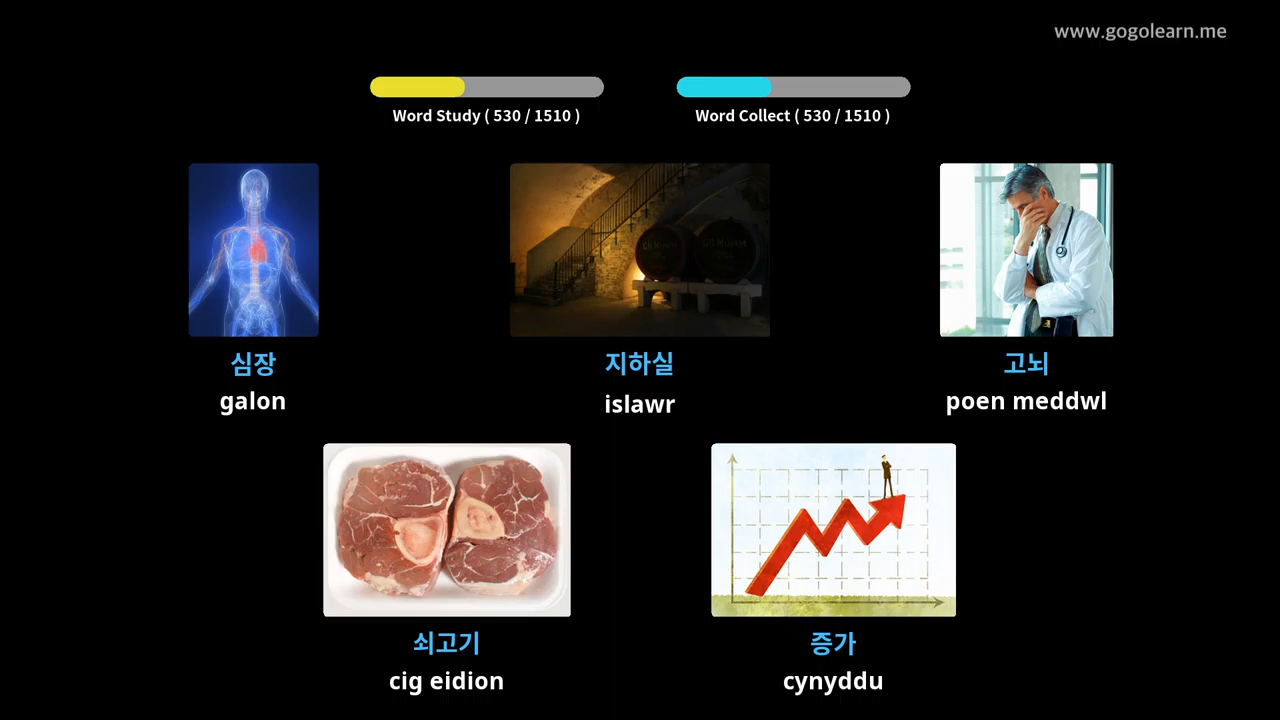 www.gogolearn.me
Word Study ( 530 / 1510 )
Word Collect ( 530 / 1510 )
심장
galon
지하실
islawr
고뇌
poen meddwl
쇠고기
cig eidion
증가
cynyddu